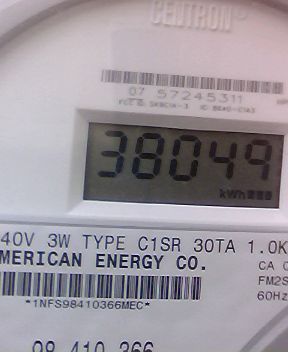 CENTRON
07 57245311
38049
kWh
40V 3W TYPE C1SR 30TA 1.0K
MERICAN ENERGY CO.
CA 0
FM2S
*1NFS98410366MEC*
60Hz
98 410 366